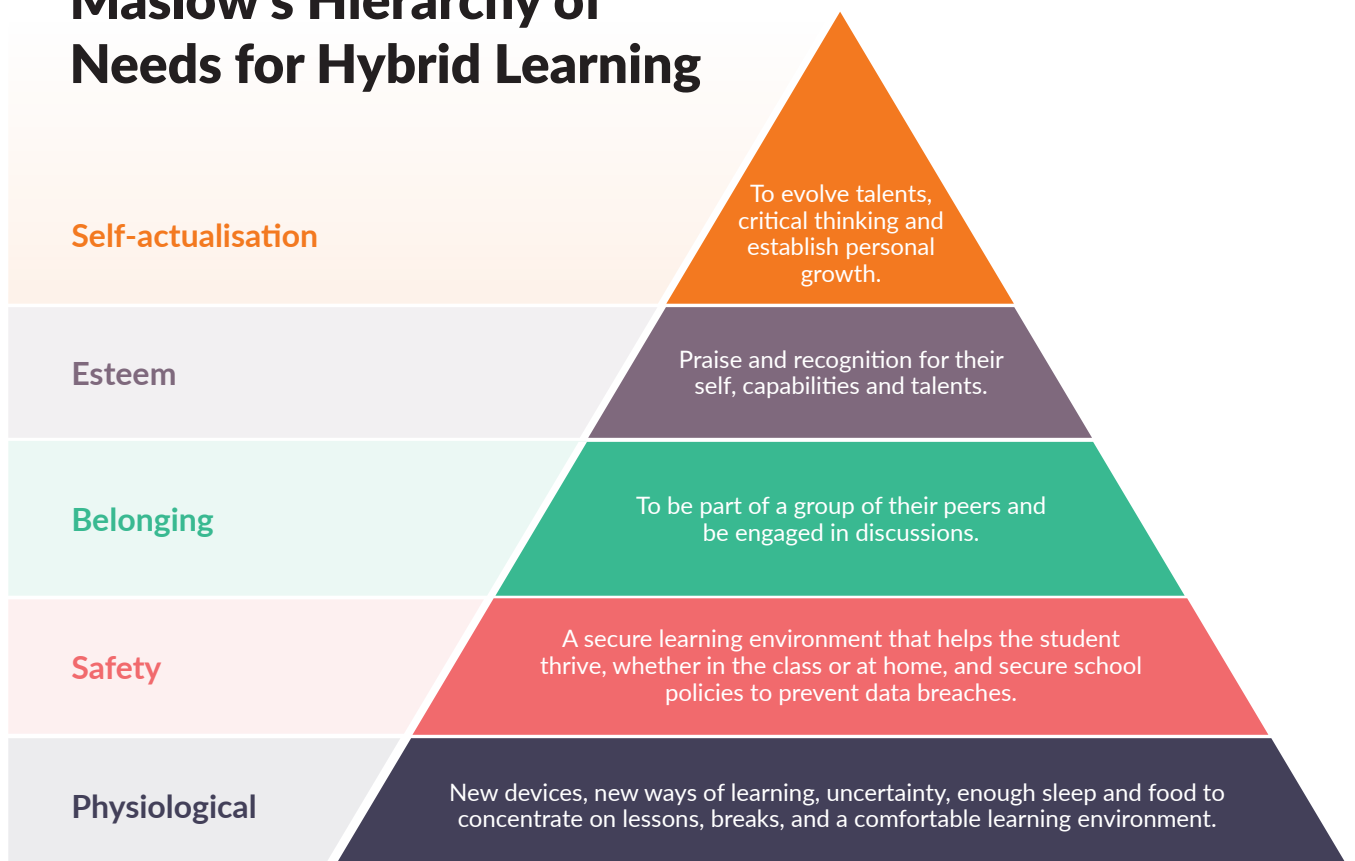 Maslow's Hierarchy of
Needs for Hybrid Learning
Self-actualisation
To evolve talents,
critical thinking and
establish personal
growth.
Esteem
Praise and recognition for their
self, capabilities and talents.
Belonging
To be part of a group of their peers and
be engaged in discussions.
Safety
A secure learning environment that helps the student
thrive, whether in the class or at home, and secure school
policies to prevent data breaches.
Physiological
New devices, new ways of learning, uncertainty, enough sleep and food to
concentrate on lessons, breaks, and a comfortable learning environment.